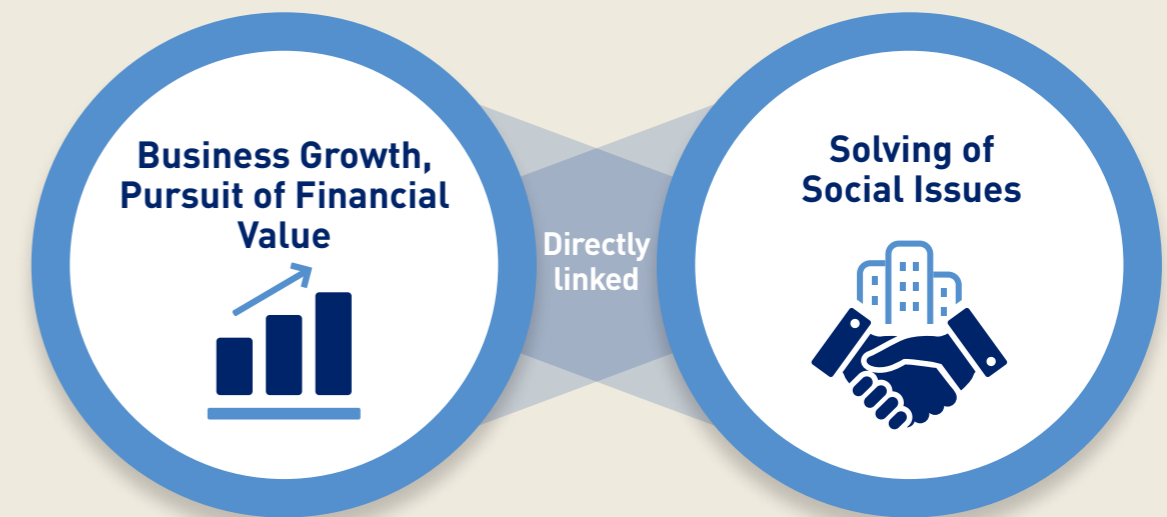 Business Growth,
Pursuit of Financial
Value
Directly
linked
Solving of
Social Issues